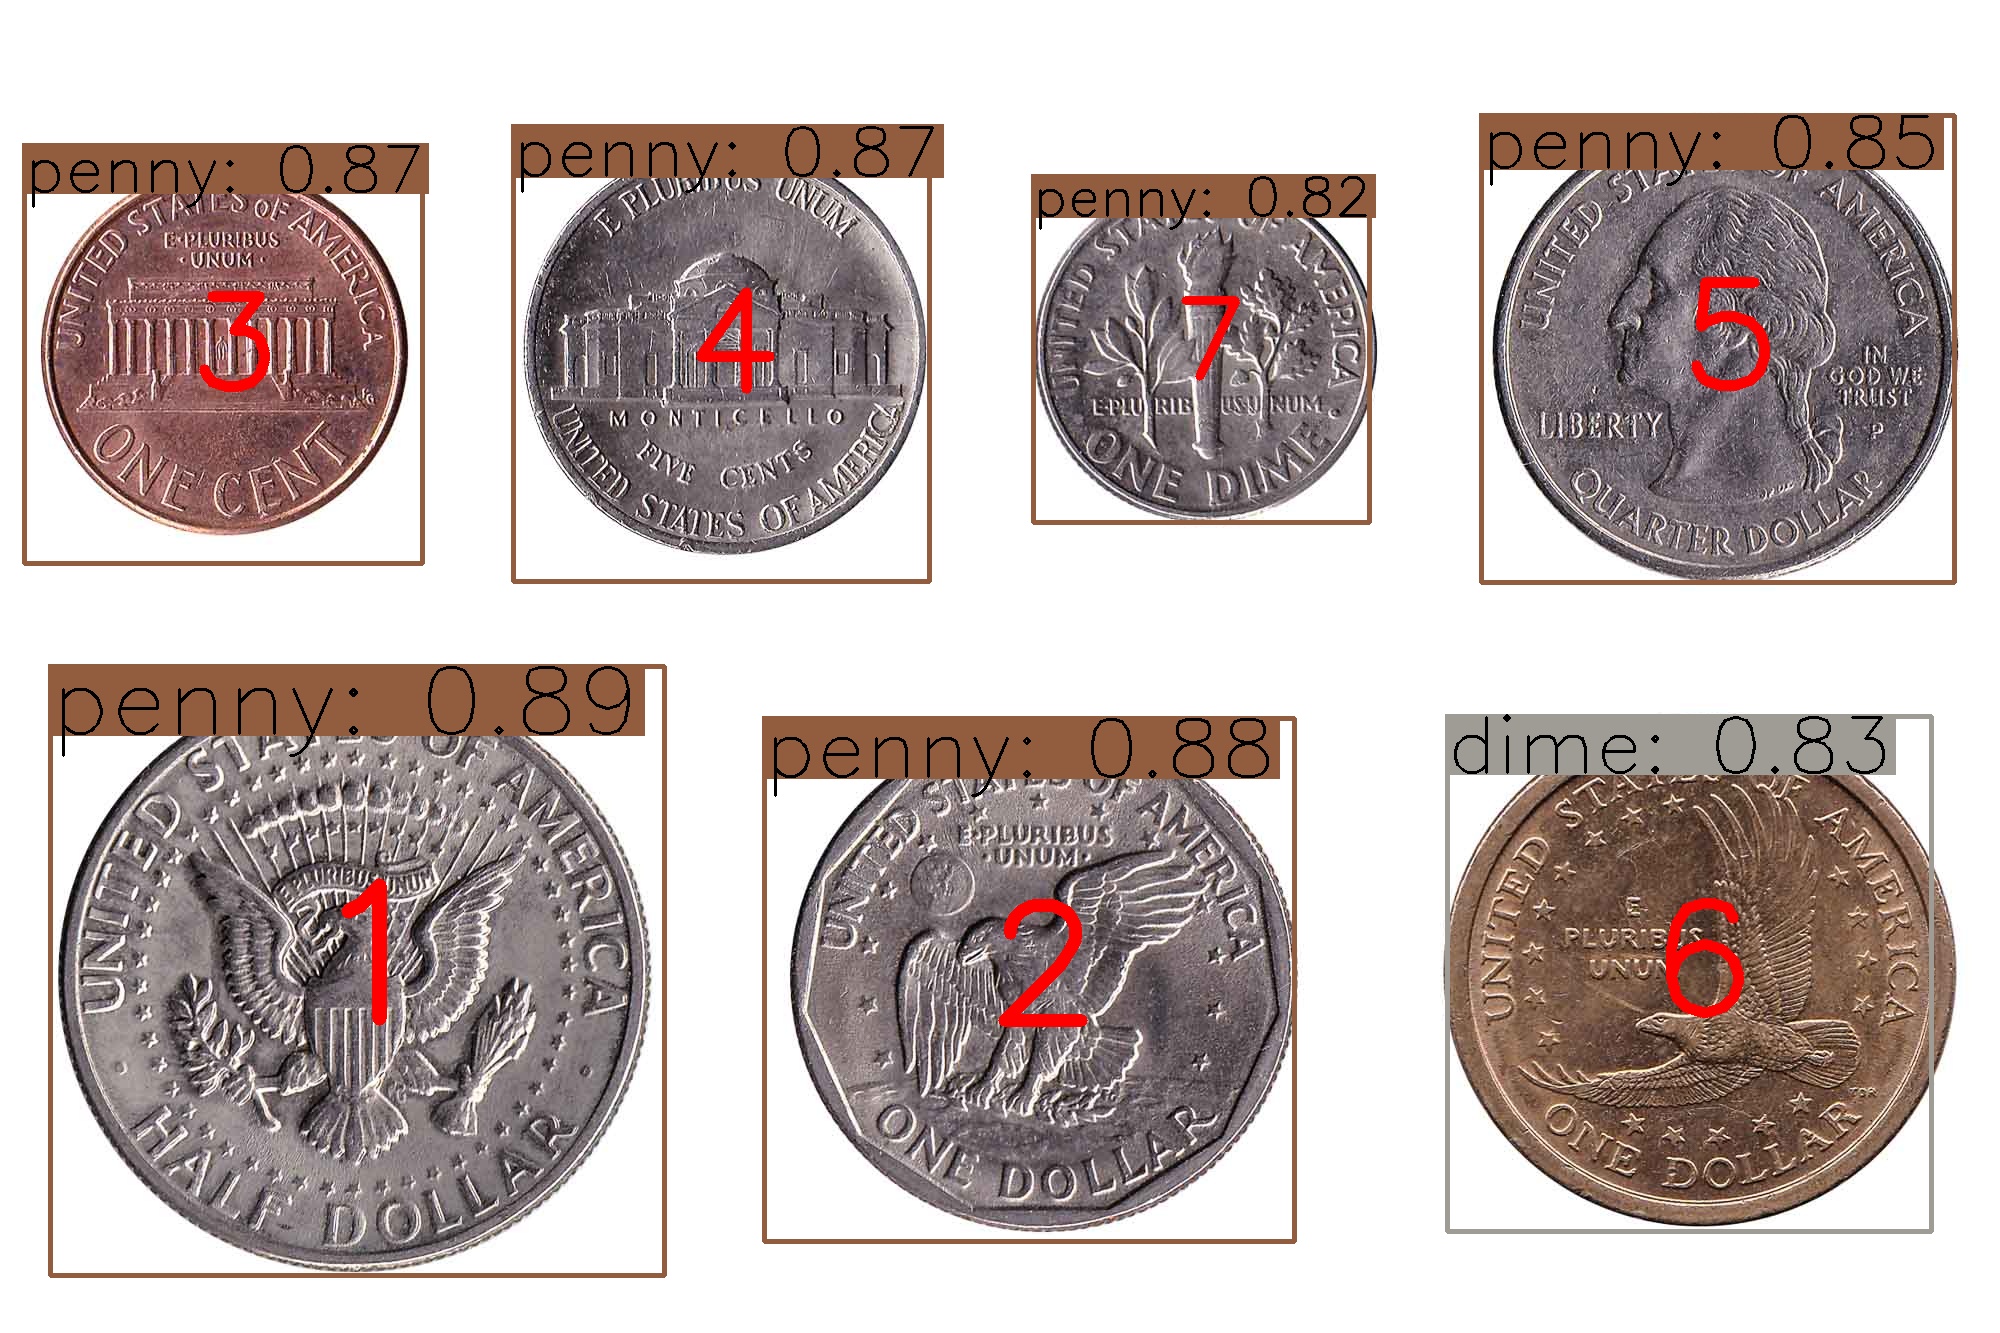 penny: 0.87
UNITED STATES OF AMERICA
E·PLURIBUS
·UNUM·
3
ONE CENT
penny: 0.87
E PLURIBUS UNUM
4
MONTICELLO
FIVE CENTS
UNITED STATES OF AMERICA
penny: 0.82
UNITED STATES OF AMERICA
7
E·PLURIBUS·UNUM·
ONE DIME
penny: 0.85
UNITED STATES OF AMERICA
5
IN
GOD WE
TRUST
LIBERTY
P
QUARTER DOLLAR
penny: 0.89
UNITED STATES OF AMERICA
E PLURIBUS UNUM
1
HALF DOLLAR
penny: 0.88
UNITED STATES OF AMERICA
E·PLURIBUS
·UNUM·
2
ONE DOLLAR
dime: 0.83
UNITED STATES OF AMERICA
E
PLURIBUS
UNUM
6
ONE DOLLAR